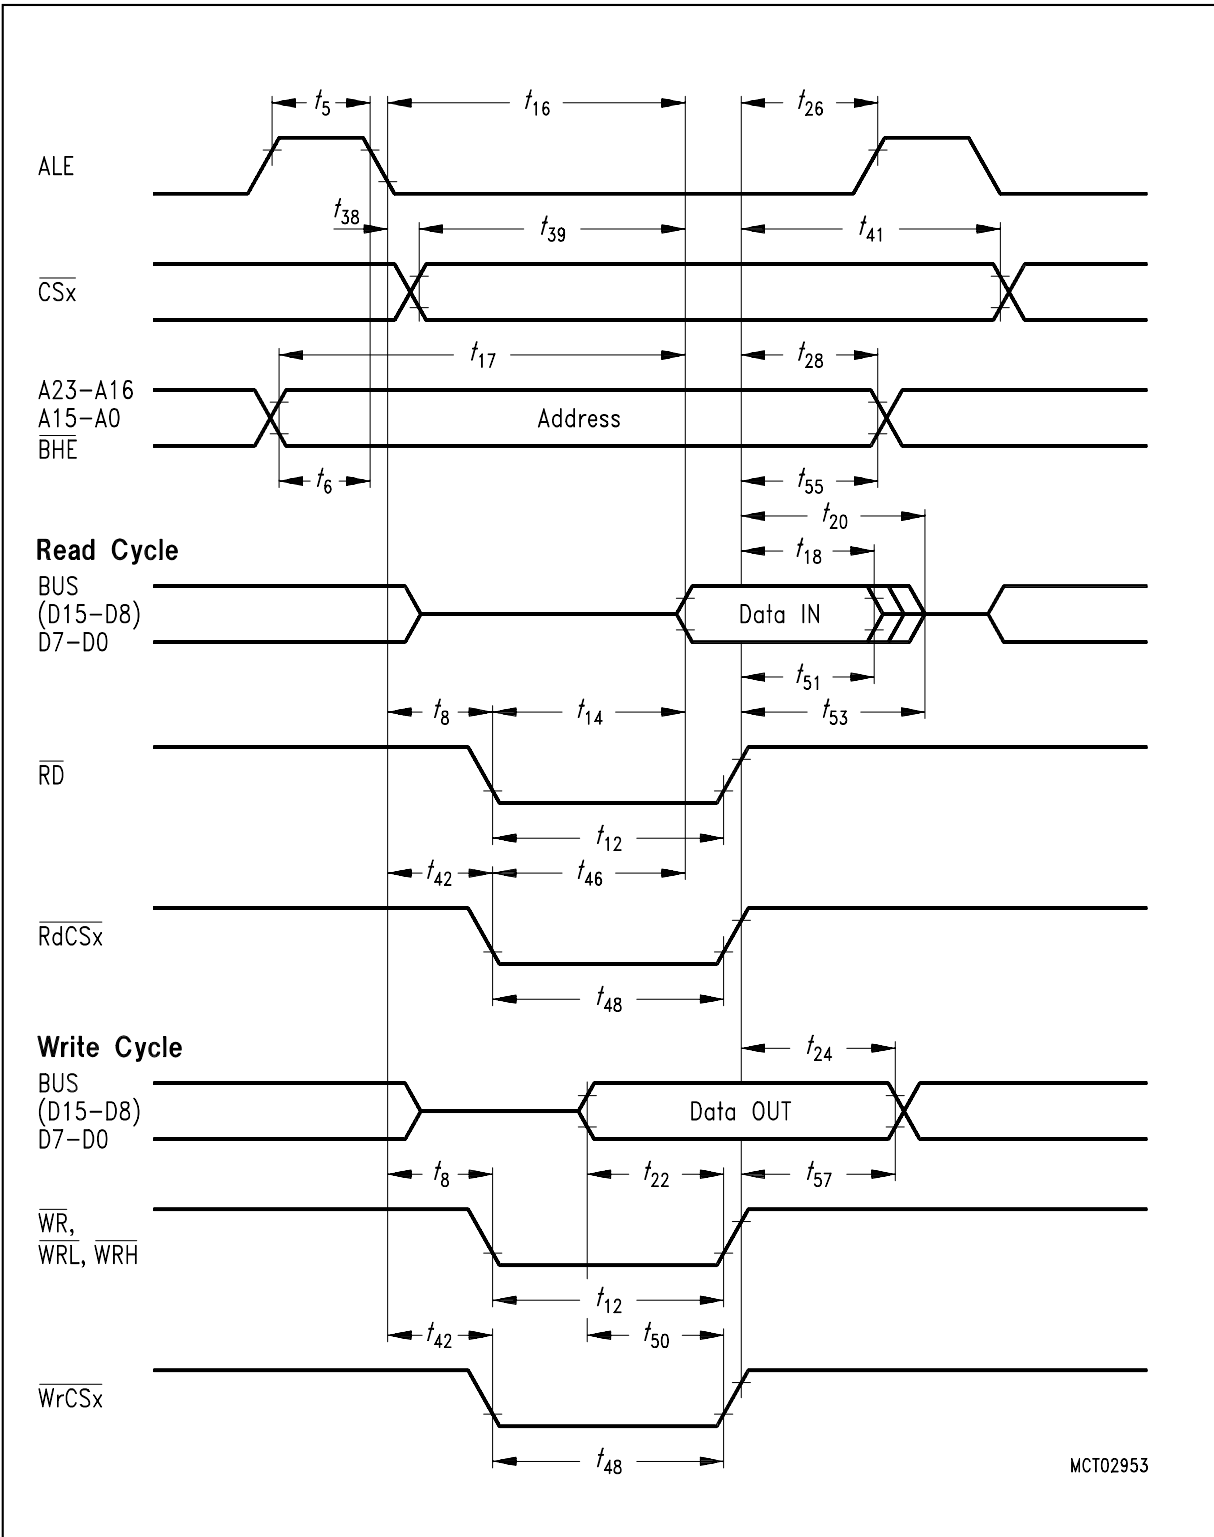 t5 t16 t26
ALE
t38 t39 t41
CSx
t17 t28
A23-A16
A15-A0
BHE
Address
t6 t55
t20
Read Cycle
t18
BUS
(D15-D8)
D7-D0
Data IN
t51
t8 t14 t53
RD
t12
t42 t46
RdCSx
t48
Write Cycle
t24
BUS
(D15-D8)
D7-D0
Data OUT
t8 t22 t57
WR,
WRL, WRH
t12
t42 t50
WrCSx
t48
MCT02953